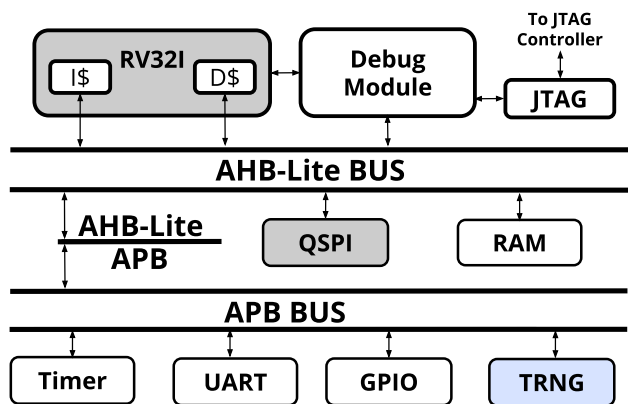 To JTAG
Controller
RV32I
I$
D$
Debug
Module
JTAG
AHB-Lite BUS
AHB-Lite
APB
QSPI
RAM
APB BUS
Timer
UART
GPIO
TRNG